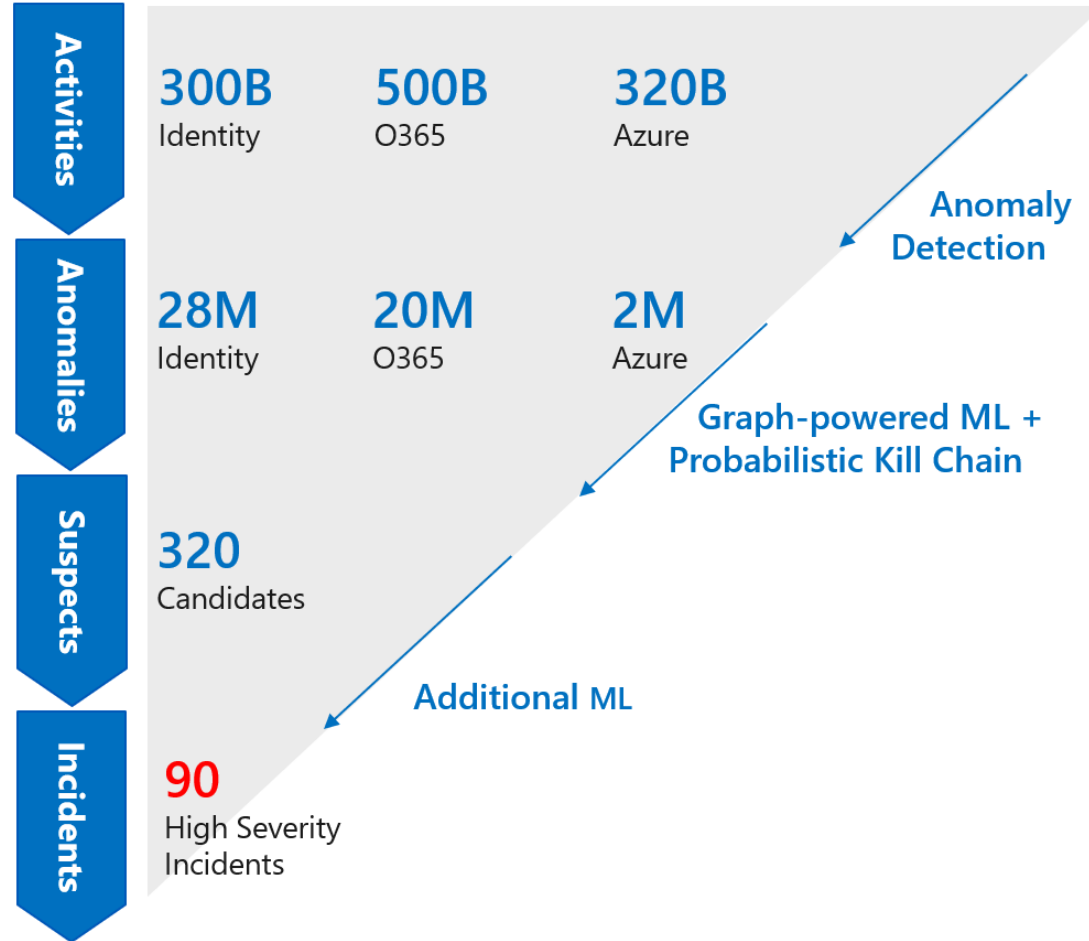 Activities
300B
500B
320B
Identity
O365
Azure
Anomaly
Detection
Anomalies
28M
20M
2M
Identity
O365
Azure
Graph-powered ML +
Probabilistic Kill Chain
Suspects
320
Candidates
Additional ML
Incidents
90
High Severity
Incidents